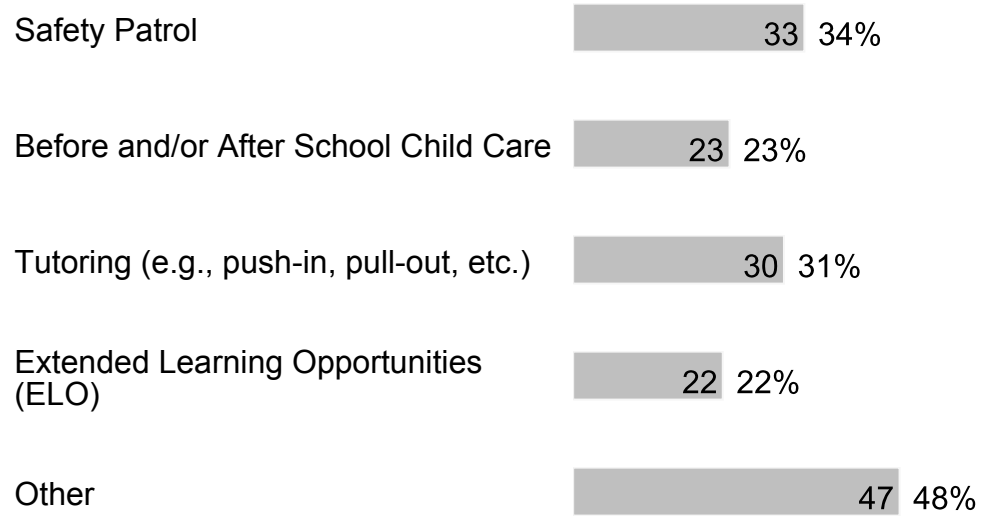 Safety Patrol 33 34%
Before and/or After School Child Care 23 23%
Tutoring (e.g., push-in, pull-out, etc.) 30 31%
Extended Learning Opportunities
(ELO) 22 22%
Other 47 48%